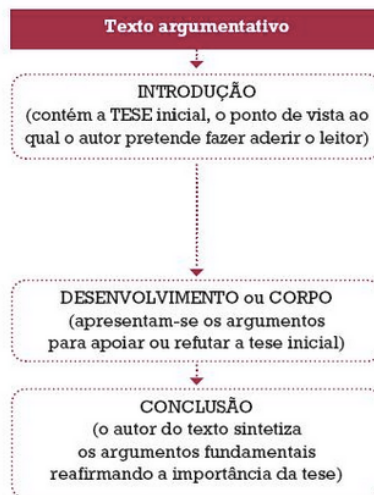 Texto argumentativo
INTRODUÇÃO
(contém a TESE inicial, o ponto de vista ao
qual o autor pretende fazer aderir o leitor)
DESENVOLVIMENTO ou CORPO
(apresentam-se os argumentos
para apoiar ou refutar a tese inicial)
CONCLUSÃO
(o autor do texto sintetiza
os argumentos fundamentais
reafirmando a importância da tese)